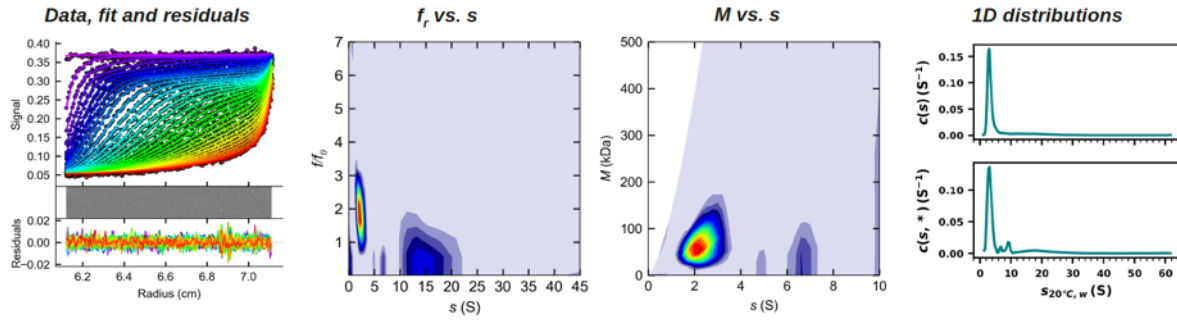 Data, fit and residuals
f_r vs. s
M vs. s
1D distributions
Signal
0.40
0.35
0.30
0.25
0.20
0.15
0.10
0.05
Residuals
0.02
0.00
−0.02
6.2 6.4 6.6 6.8 7.0
Radius (cm)
f/f_0
7
6
5
4
3
2
1
0
0 5 10 15 20 25 30 35 40 45
s (S)
M (kDa)
500
400
300
200
100
0
0 2 4 6 8 10
s (S)
c(s) (S⁻¹)
0.15
0.10
0.05
0.00
c(s, *) (S⁻¹)
0.15
0.10
0.05
0.00
0 10 20 30 40 50 60
s_{20°C, w} (S)